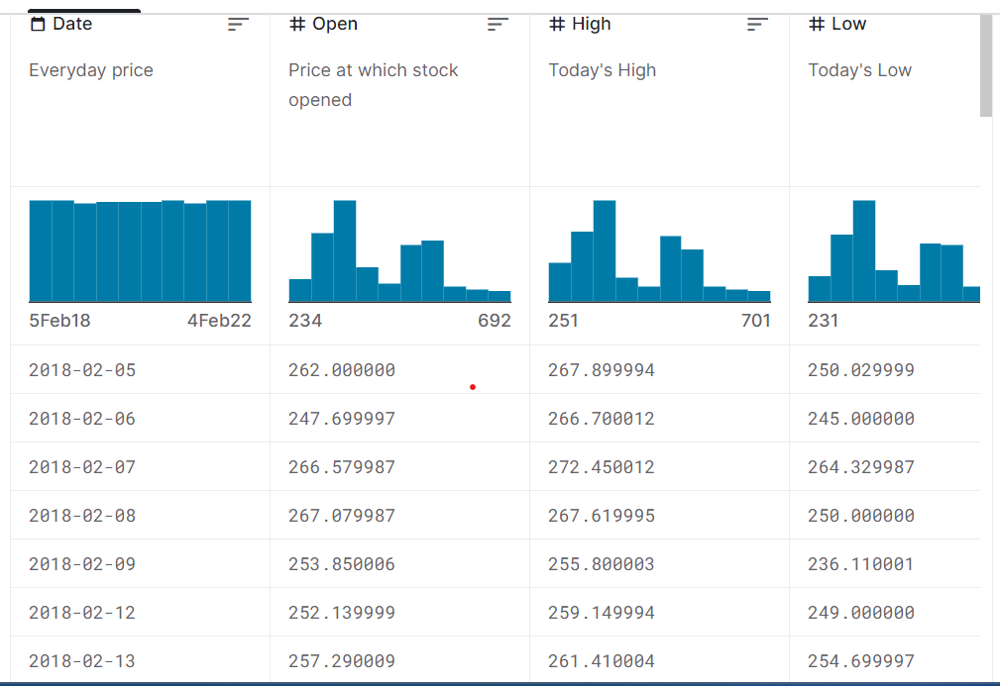 Date Open High Low
Everyday price Price at which stock Today's High Today's Low
opened
5Feb18 4Feb22 234 692 251 701 231
2018-02-05 262.000000 267.899994 250.029999
2018-02-06 247.699997 266.700012 245.000000
2018-02-07 266.579987 272.450012 264.329987
2018-02-08 267.079987 267.619995 250.000000
2018-02-09 253.850006 255.800003 236.110001
2018-02-12 252.139999 259.149994 249.000000
2018-02-13 257.290009 261.410004 254.699997